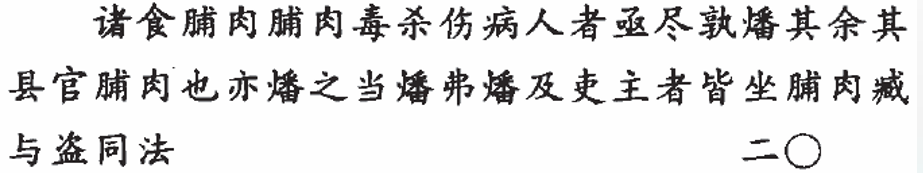 诸食脯肉脯肉毒杀伤病人者亟尽孰燔其余其
县官脯肉也亦燔之当燔弗燔及吏主者皆坐脯肉臧
与盗同法 二〇